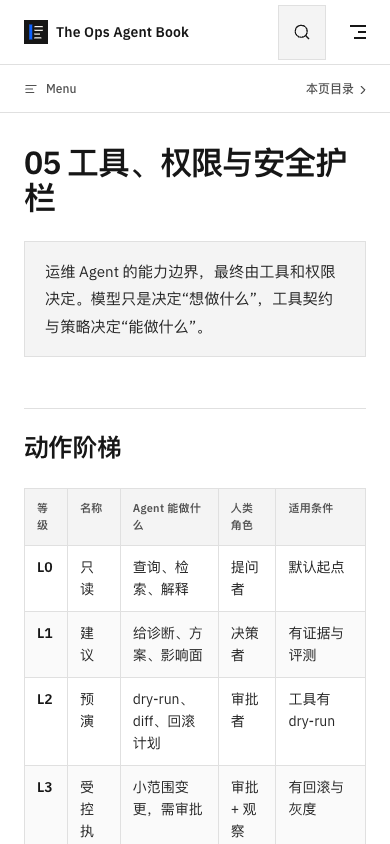 The Ops Agent Book
Menu
本页目录
05 工具、权限与安全护
栏
运维 Agent 的能力边界，最终由工具和权限
决定。模型只是决定“想做什么”，工具契约
与策略决定“能做什么”。
动作阶梯
等级 名称 Agent 能做什么 人类角色 适用条件
L0 只读 查询、检索、解释 提问者 默认起点
L1 建议 给诊断、方案、影响面 决策者 有证据与评测
L2 预演 dry-run、diff、回滚计划 审批者 工具有 dry-run
L3 受控执 小范围变更，需审批 审批 + 观察 有回滚与灰度